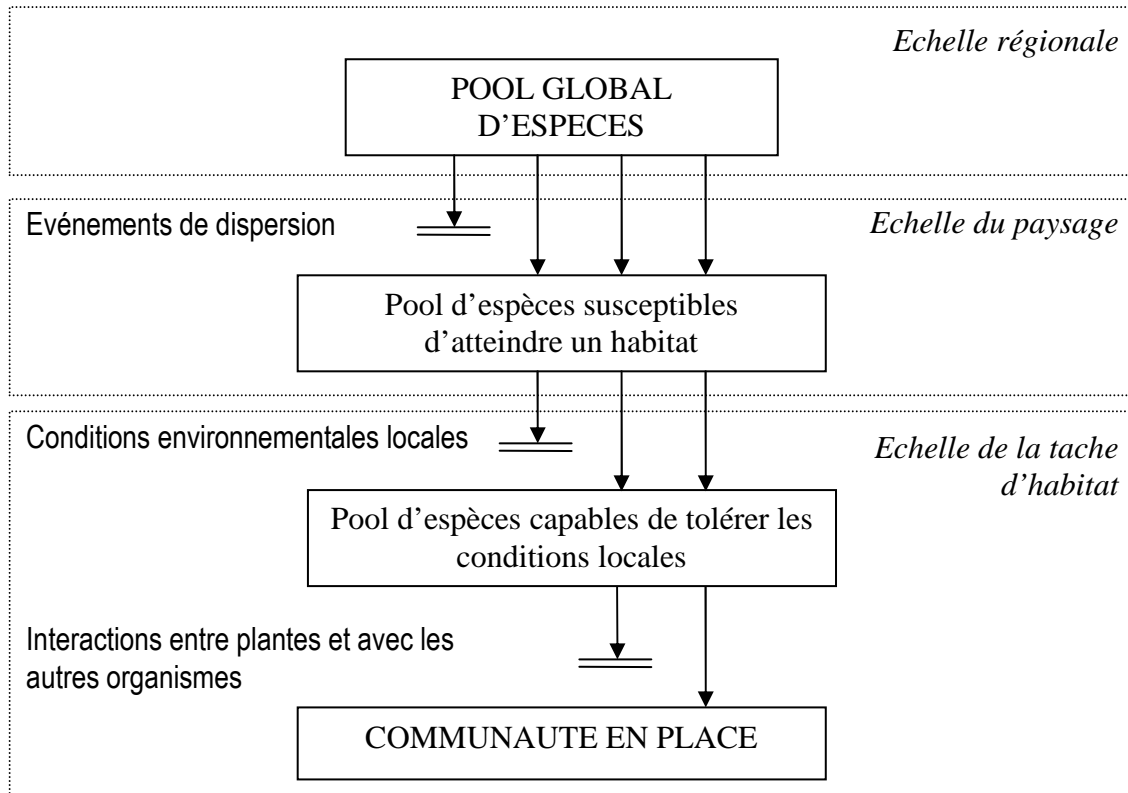 Echelle régionale
POOL GLOBAL
D’ESPECES
Evénements de dispersion
Echelle du paysage
Pool d’espèces susceptibles
d’atteindre un habitat
Conditions environnementales locales
Echelle de la tache
d’habitat
Pool d’espèces capables de tolérer les
conditions locales
Interactions entre plantes et avec les
autres organismes
COMMUNAUTE EN PLACE